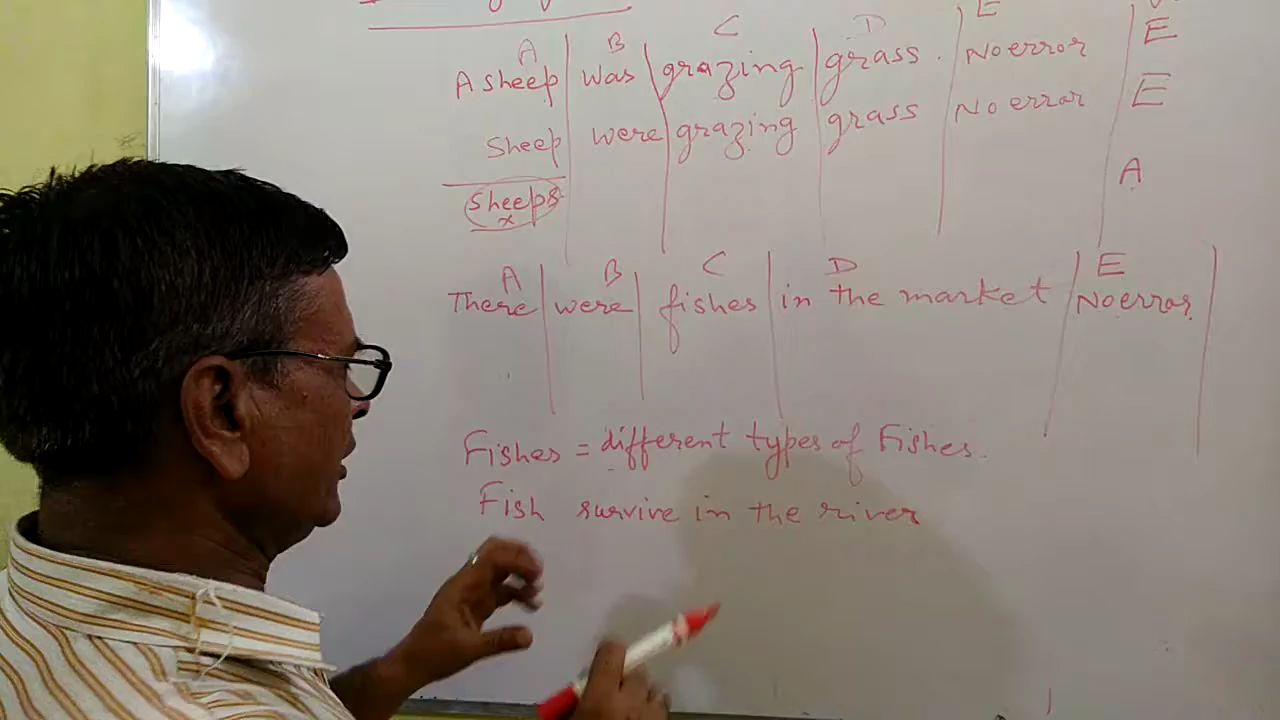 A B C D E
A sheep was grazing grass. No error E
Sheep were grazing grass No error E
Sheeps A
x
A B C D E
There were fishes in the market No error
Fishes = different types of Fishes.
Fish survive in the river